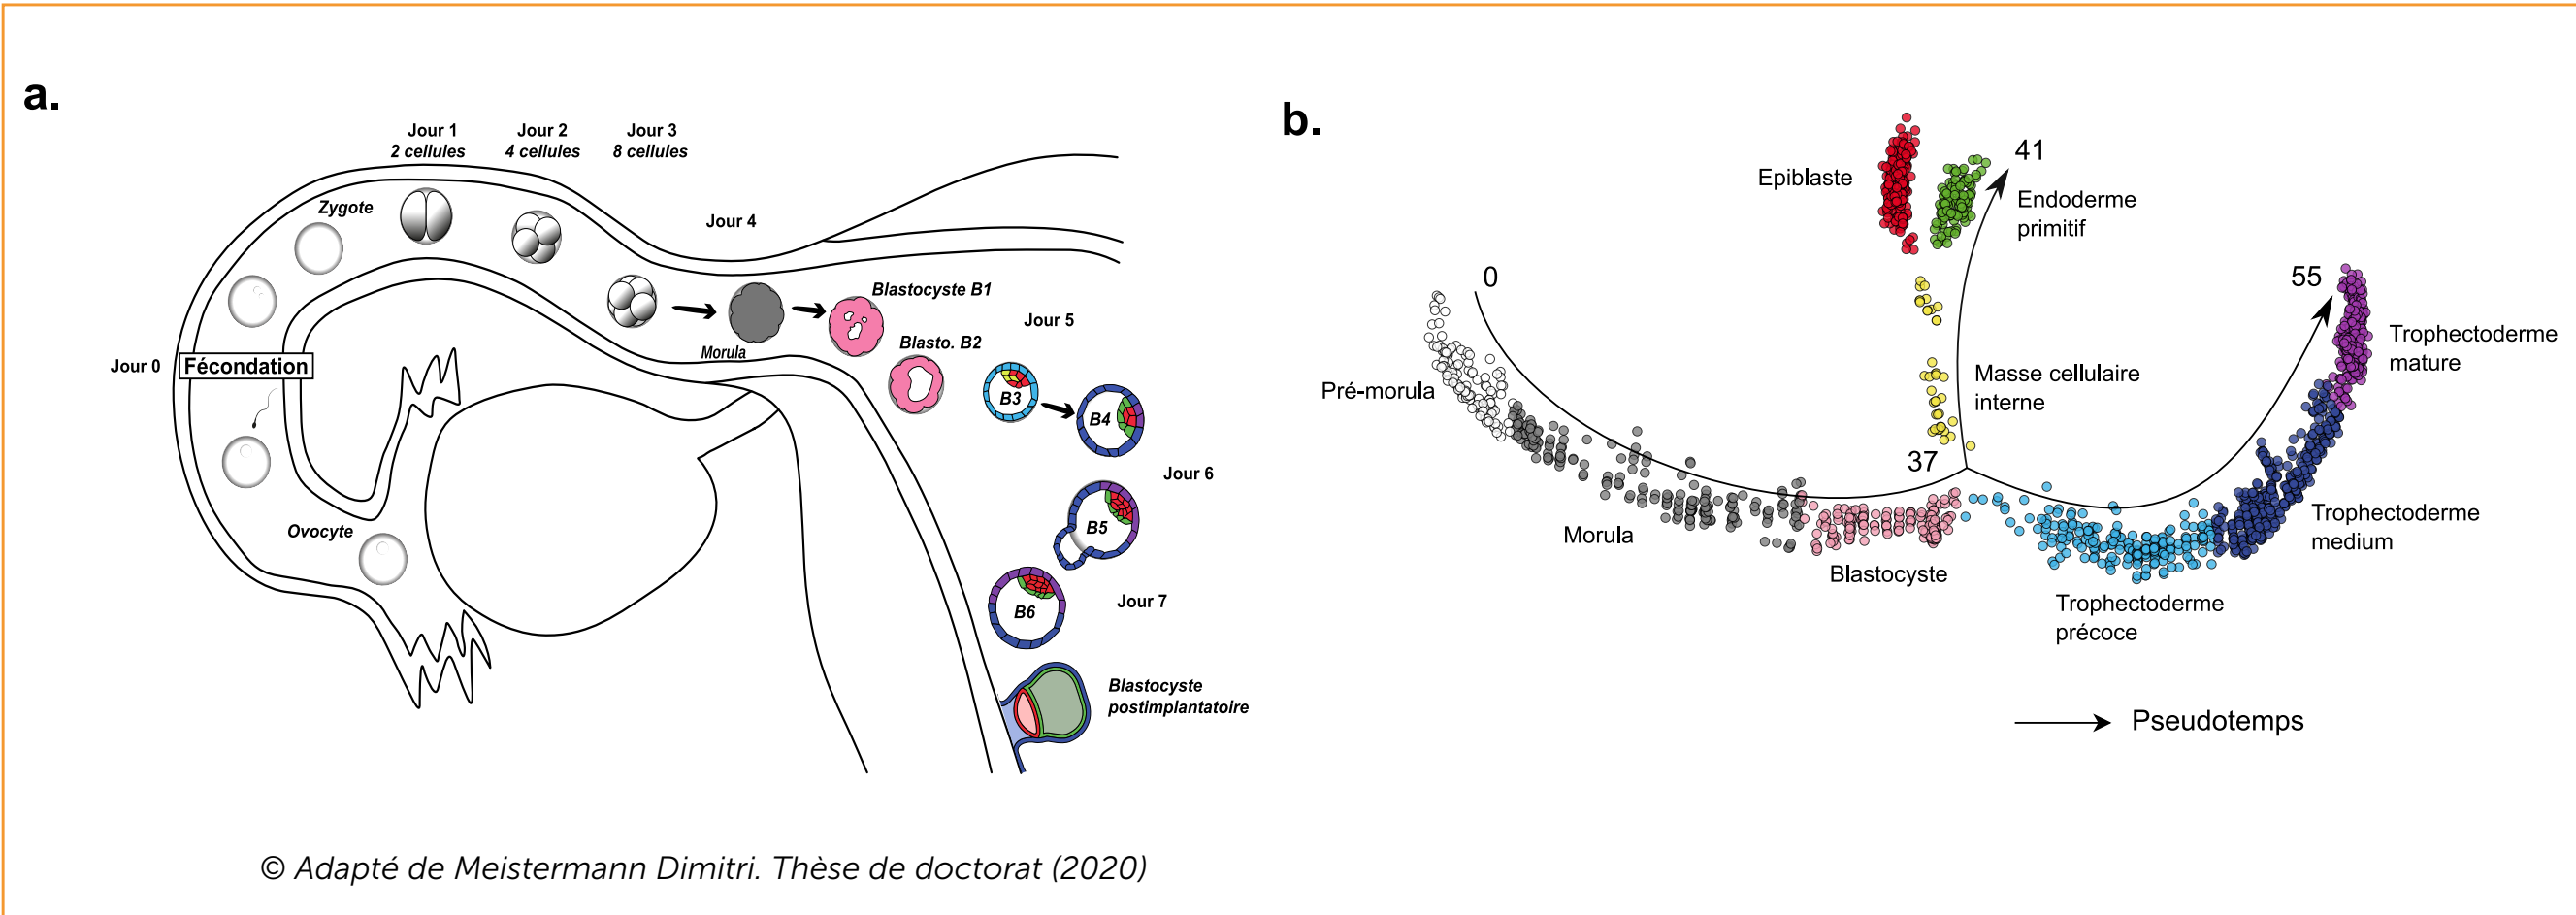 a.
Jour 1
2 cellules
Jour 2
4 cellules
Jour 3
8 cellules
Zygote
Jour 4
Blastocyste B1
Jour 5
Blasto. B2
Morula
Jour 0
Fécondation
B3
B4
Jour 6
Ovocyte
B5
B6
Jour 7
Blastocyste
postimplantatoire
© Adapté de Meistermann Dimitri. Thèse de doctorat (2020)
b.
41
Epiblaste
Endoderme
primitif
0
55
Trophectoderme
mature
Pré-morula
Masse cellulaire
interne
37
Morula
Trophectoderme
medium
Blastocyste
Trophectoderme
précoce
Pseudotemps